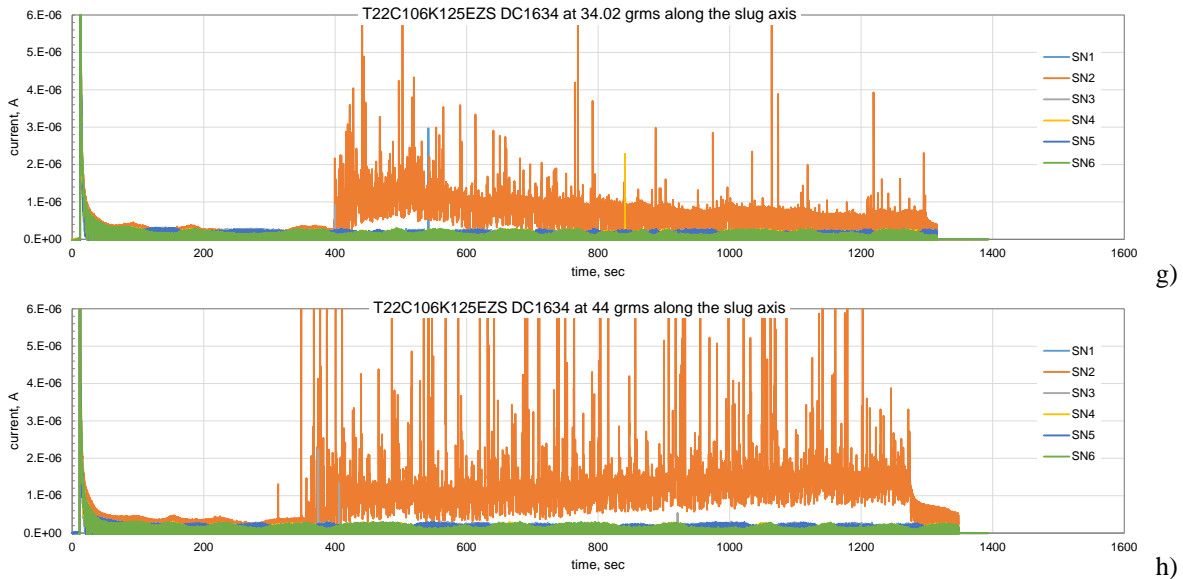 T22C106K125EZS DC1634 at 34.02 grms along the slug axis
6.E-06
5.E-06
4.E-06
3.E-06
2.E-06
1.E-06
0.E+00
current, A
SN1
SN2
SN3
SN4
SN5
SN6
0 200 400 600 800 1000 1200 1400 1600
time, sec
g)
T22C106K125EZS DC1634 at 44 grms along the slug axis
6.E-06
5.E-06
4.E-06
3.E-06
2.E-06
1.E-06
0.E+00
current, A
SN1
SN2
SN3
SN4
SN5
SN6
0 200 400 600 800 1000 1200 1400 1600
time, sec
h)